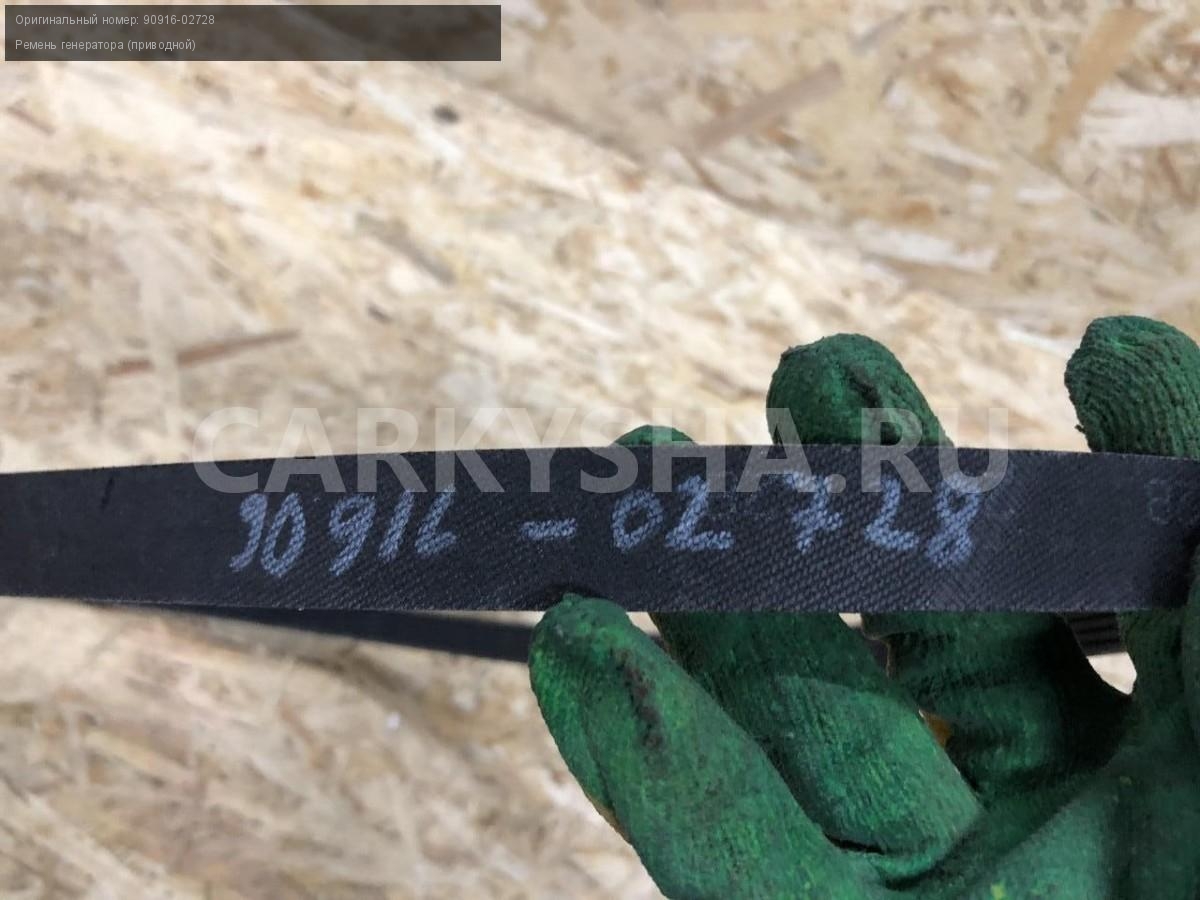 Оригинальный номер: 90916-02728
Ремень генератора (приводной)
CARKYSHA.RU
90916 - 02728